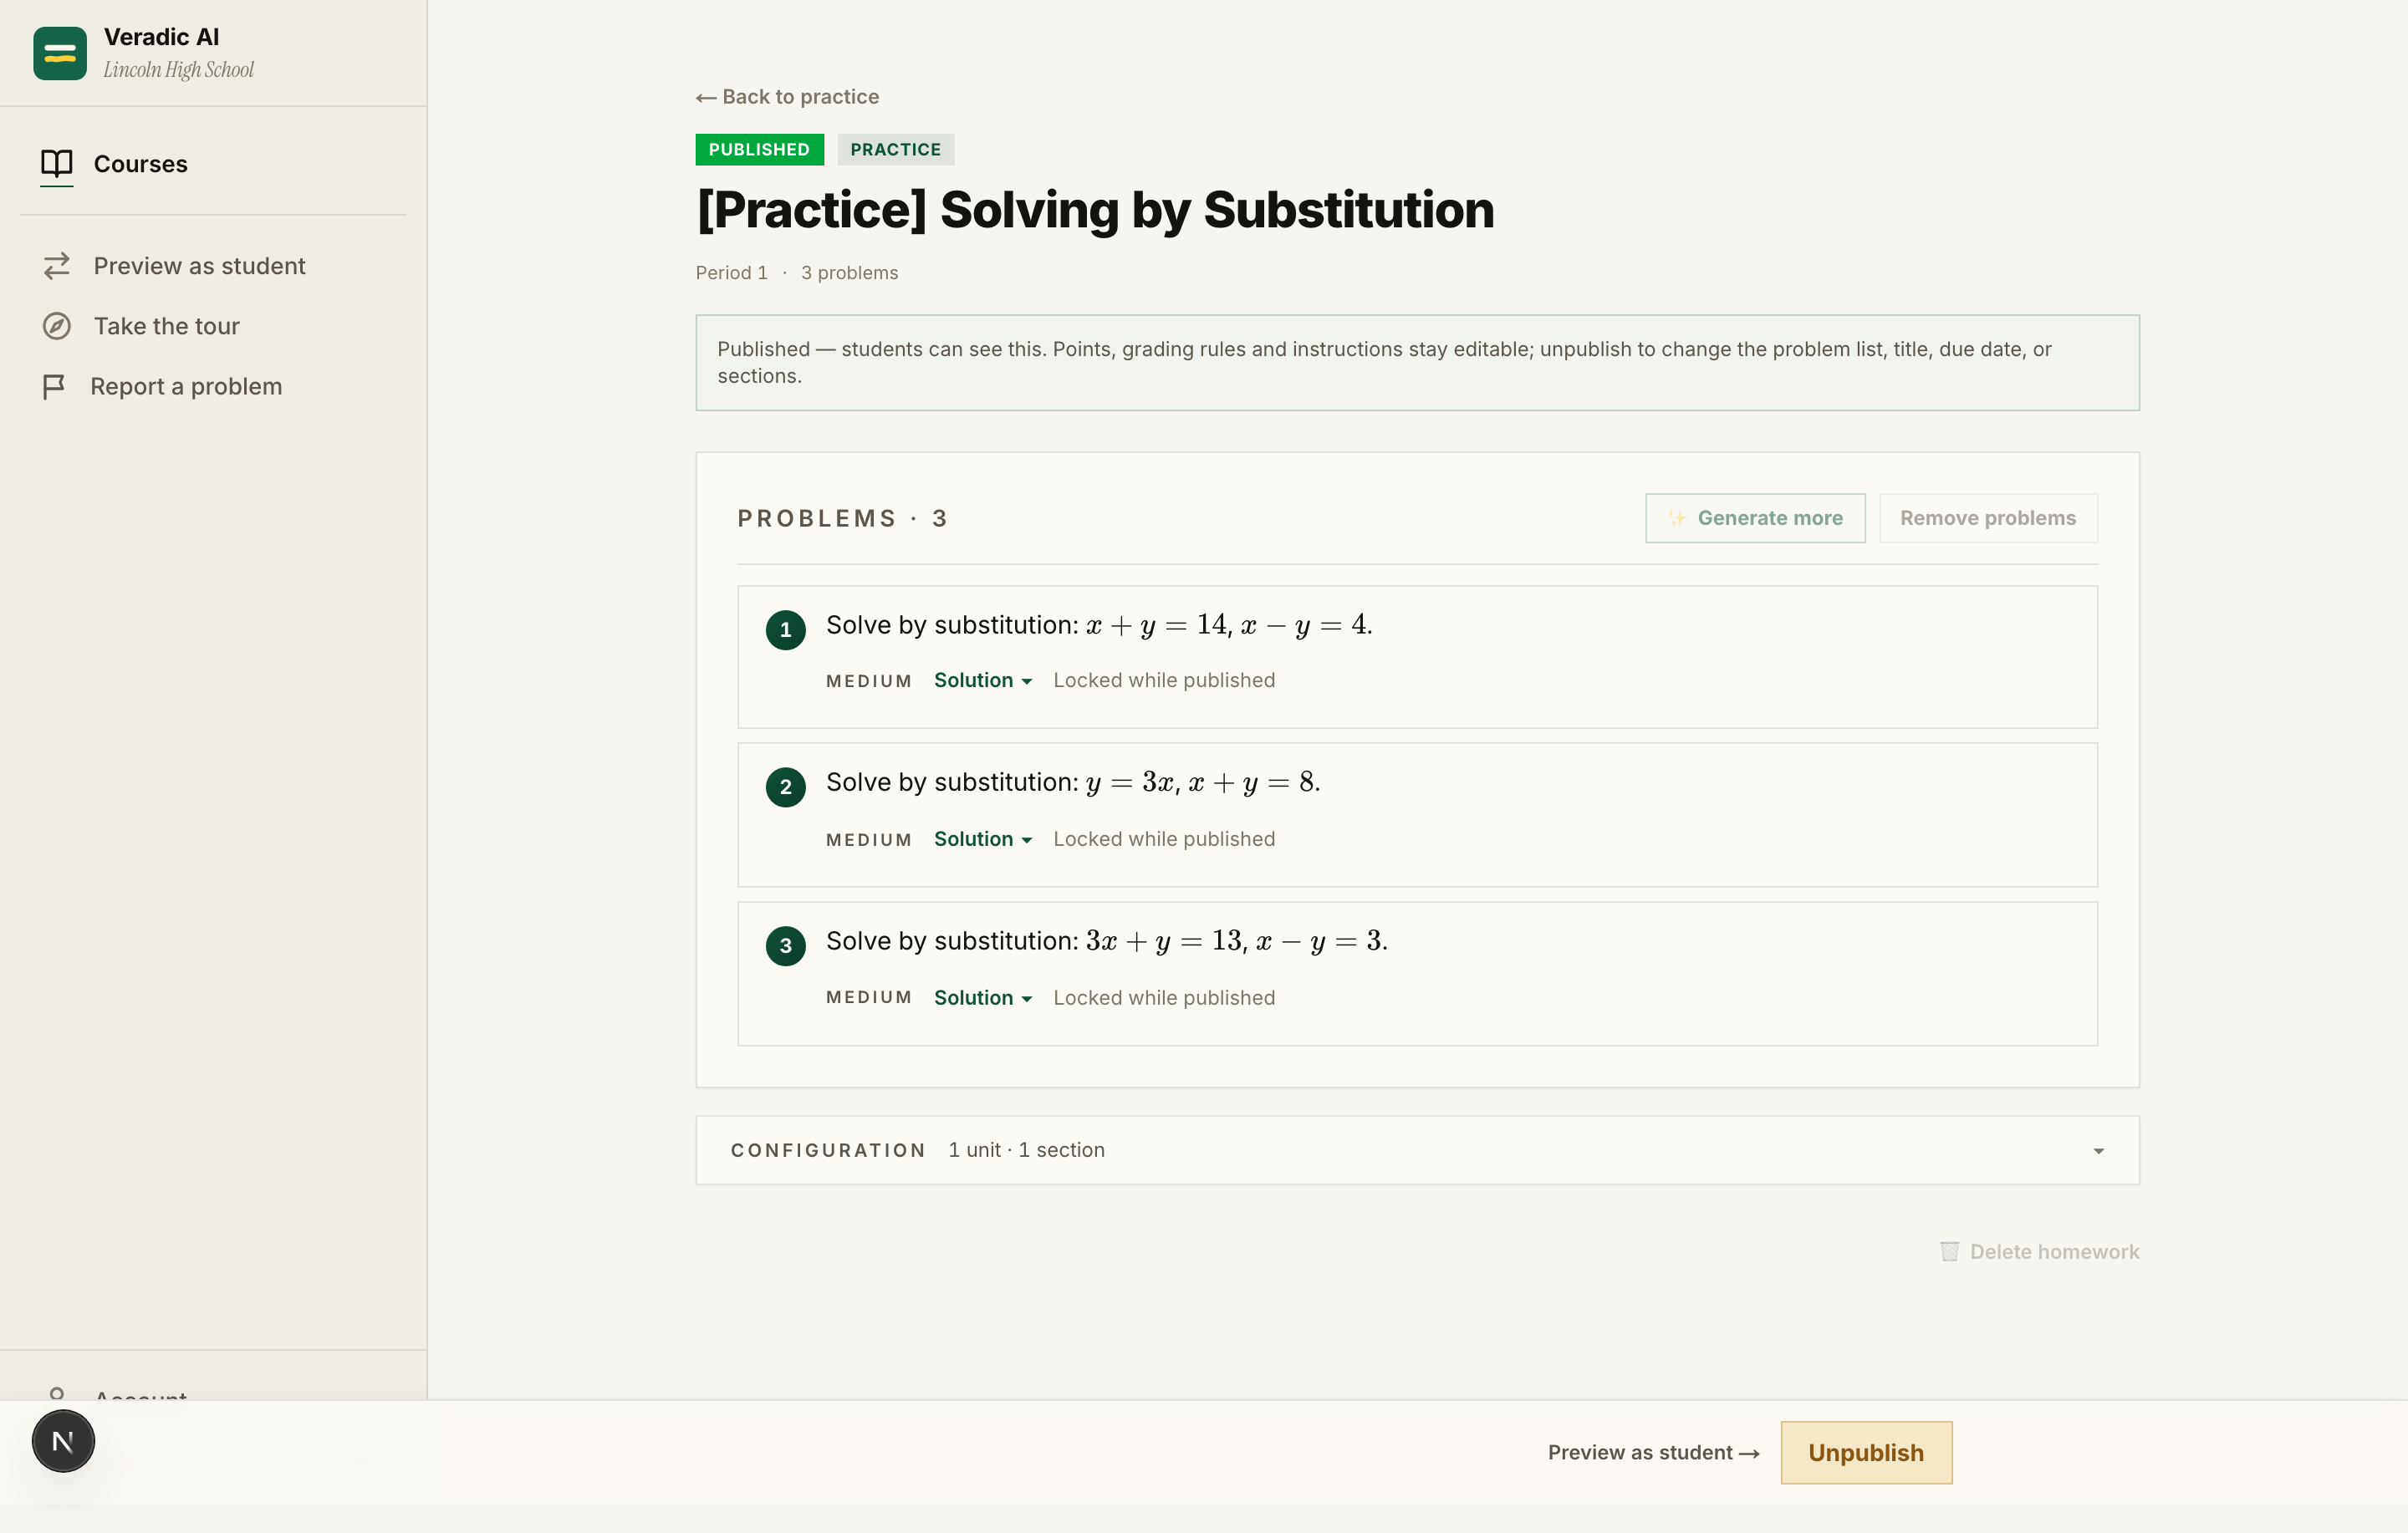 Veradic AI
Lincoln High School
Courses
Preview as student
Take the tour
Report a problem
Account
← Back to practice
PUBLISHED PRACTICE
[Practice] Solving by Substitution
Period 1 · 3 problems
Published — students can see this. Points, grading rules and instructions stay editable; unpublish to change the problem list, title, due date, or
sections.
PROBLEMS · 3
✨ Generate more Remove problems
1 Solve by substitution: x + y = 14, x − y = 4.
MEDIUM Solution Locked while published
2 Solve by substitution: y = 3x, x + y = 8.
MEDIUM Solution Locked while published
3 Solve by substitution: 3x + y = 13, x − y = 3.
MEDIUM Solution Locked while published
CONFIGURATION 1 unit · 1 section
Delete homework
N
Preview as student → Unpublish